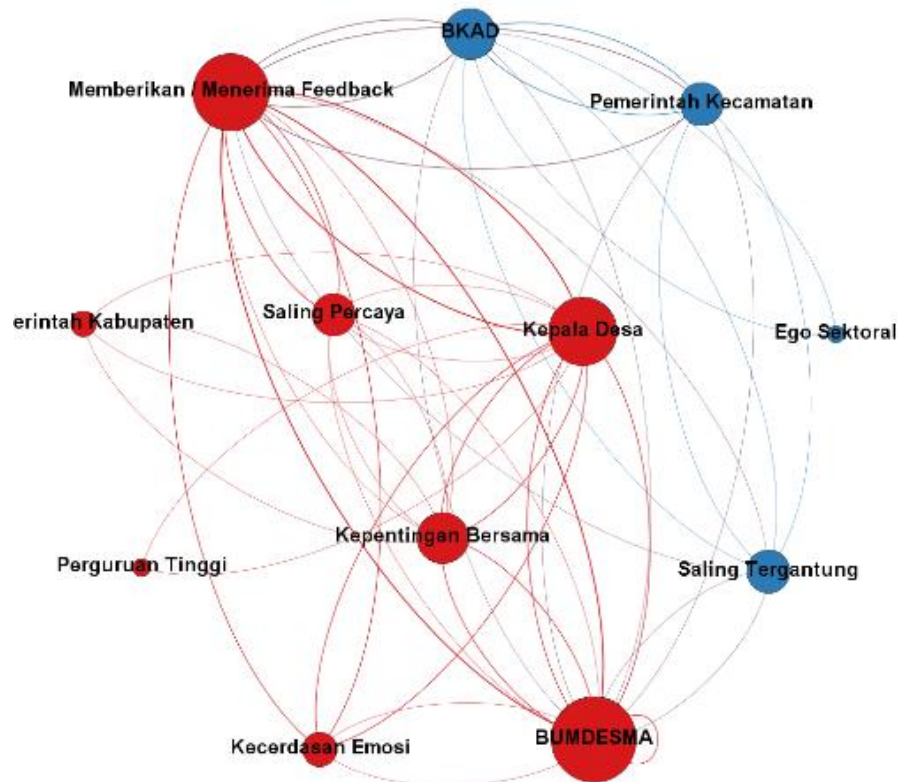 BKAD
Memberikan / Menerima Feedback
Pemerintah Kecamatan
erintah Kabupaten
Saling Percaya
Kepala Desa
Ego Sektoral
Kepentingan Bersama
Perguruan Tinggi
Saling Tergantung
Kecerdasan Emosi
BUMDESMA